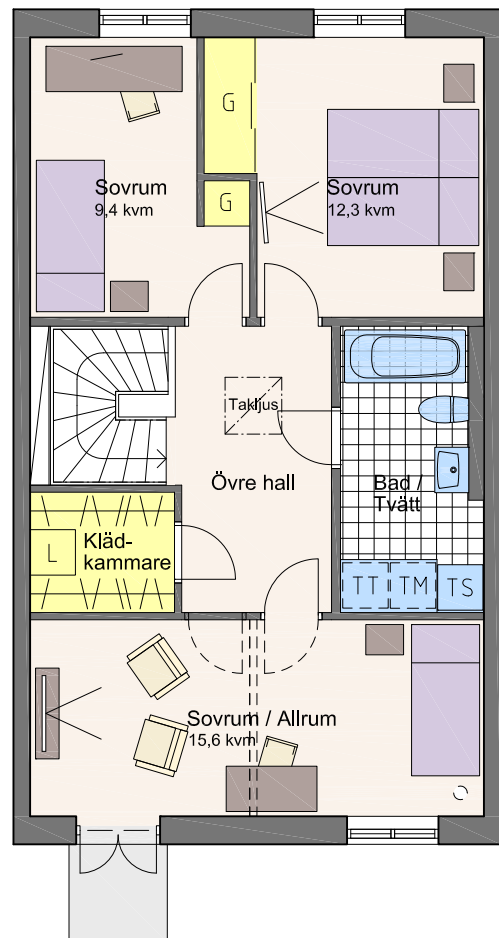 G
Sovrum
9,4 kvm
G
Sovrum
12,3 kvm
Takljus
Övre hall
Bad /
Tvätt
L
Kläd-
kammare
TT TM TS
Sovrum / Allrum
15,6 kvm